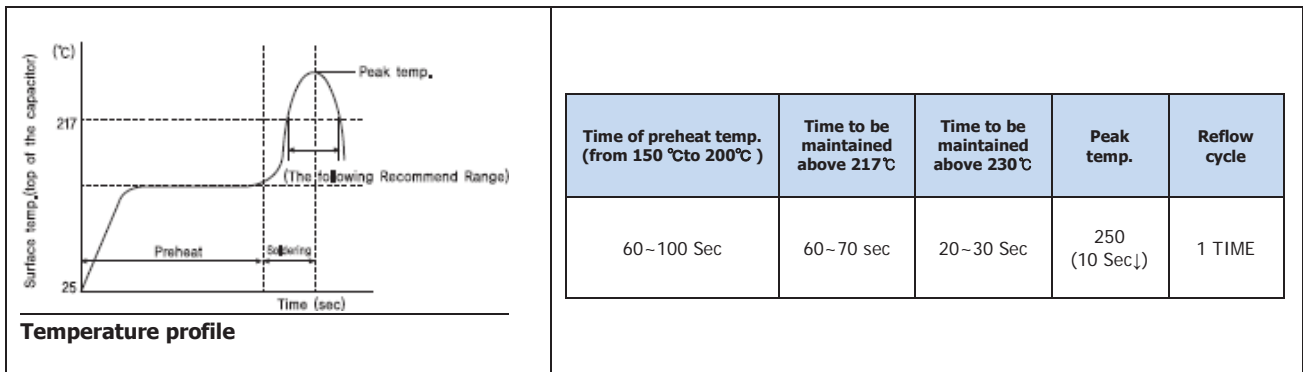 (℃)
Surface temp.(top of the capacitor)
Peak temp.
217
(The following Recommend Range)
Preheat
Soldering
25
Time (sec)
Temperature profile
Time of preheat temp.
(from 150 ℃to 200℃ )
Time to be
maintained
above 217℃
Time to be
maintained
above 230℃
Peak
temp.
Reflow
cycle
60~100 Sec
60~70 sec
20~30 Sec
250
(10 Sec↓)
1 TIME